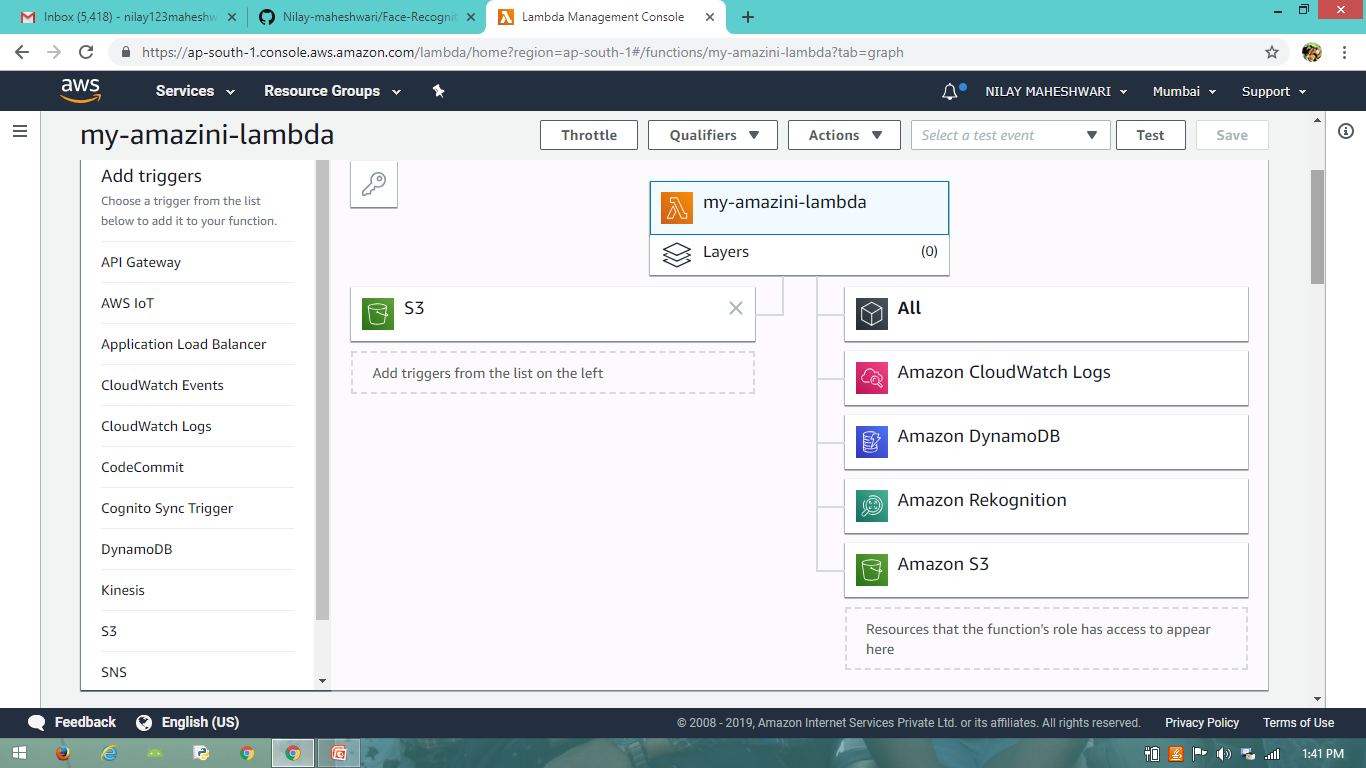 Inbox (5,418) - nilay123mahesh
Nilay-maheshwari/Face-Recognit
Lambda Management Console
https://ap-south-1.console.aws.amazon.com/lambda/home?region=ap-south-1#/functions/my-amazini-lambda?tab=graph
aws
Services
Resource Groups
NILAY MAHESHWARI
Mumbai
Support
my-amazini-lambda
Throttle
Qualifiers
Actions
Select a test event
Test
Save
Add triggers
Choose a trigger from the list
below to add it to your function.
API Gateway
AWS IoT
Application Load Balancer
CloudWatch Events
CloudWatch Logs
CodeCommit
Cognito Sync Trigger
DynamoDB
Kinesis
S3
SNS
my-amazini-lambda
Layers
(0)
S3
Add triggers from the list on the left
All
Amazon CloudWatch Logs
Amazon DynamoDB
Amazon Rekognition
Amazon S3
Resources that the function's role has access to appear
here
Feedback
English (US)
© 2008 - 2019, Amazon Internet Services Private Ltd. or its affiliates. All rights reserved.
Privacy Policy
Terms of Use
1:41 PM